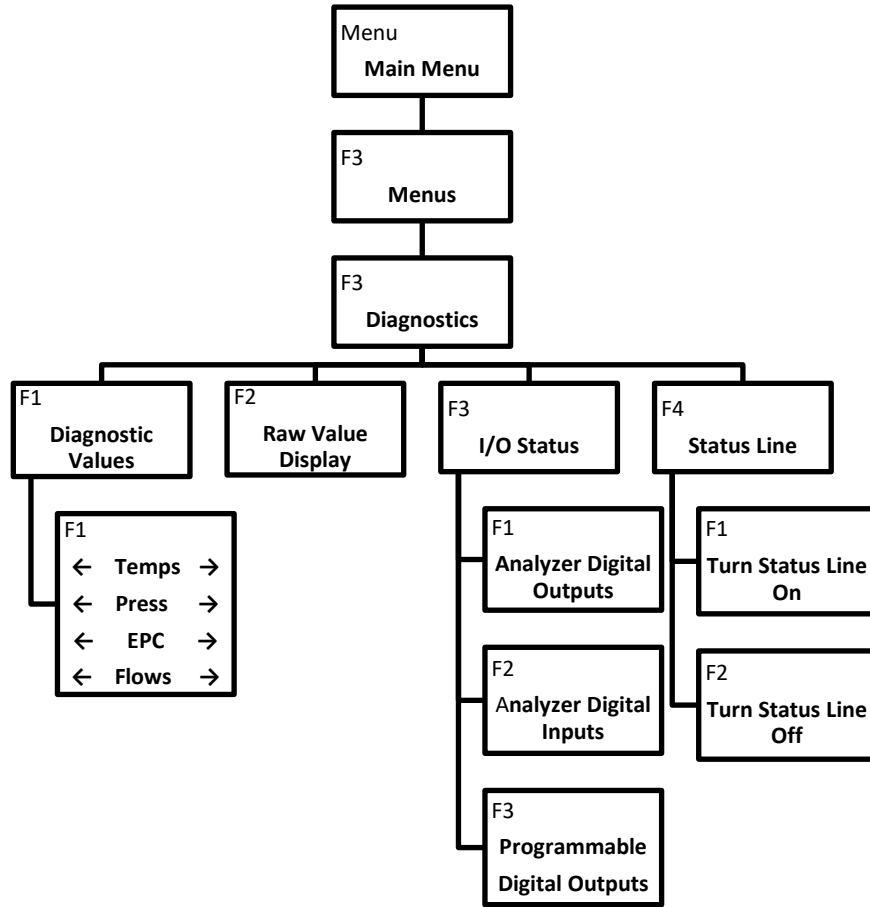 Menu
Main Menu
F3
Menus
F3
Diagnostics
F1
Diagnostic
Values
F2
Raw Value
Display
F3
I/O Status
F4
Status Line
F1
← Temps →
← Press →
← EPC →
← Flows →
F1
Analyzer Digital
Outputs
F2
Analyzer Digital
Inputs
F3
Programmable
Digital Outputs
F1
Turn Status Line
On
F2
Turn Status Line
Off